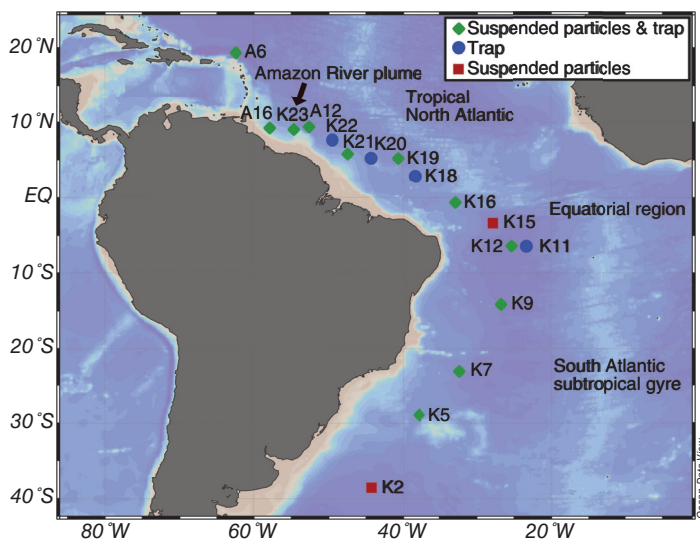 Suspended particles & trap
Trap
Suspended particles
20°N
10°N
EQ
10°S
20°S
30°S
40°S
80°W
60°W
40°W
20°W
A6
Amazon River plume
Tropical
North Atlantic
A16
K23
A12
K22
K21
K20
K19
K18
K16
Equatorial region
K15
K12
K11
K9
K7
South Atlantic
subtropical gyre
K5
K2